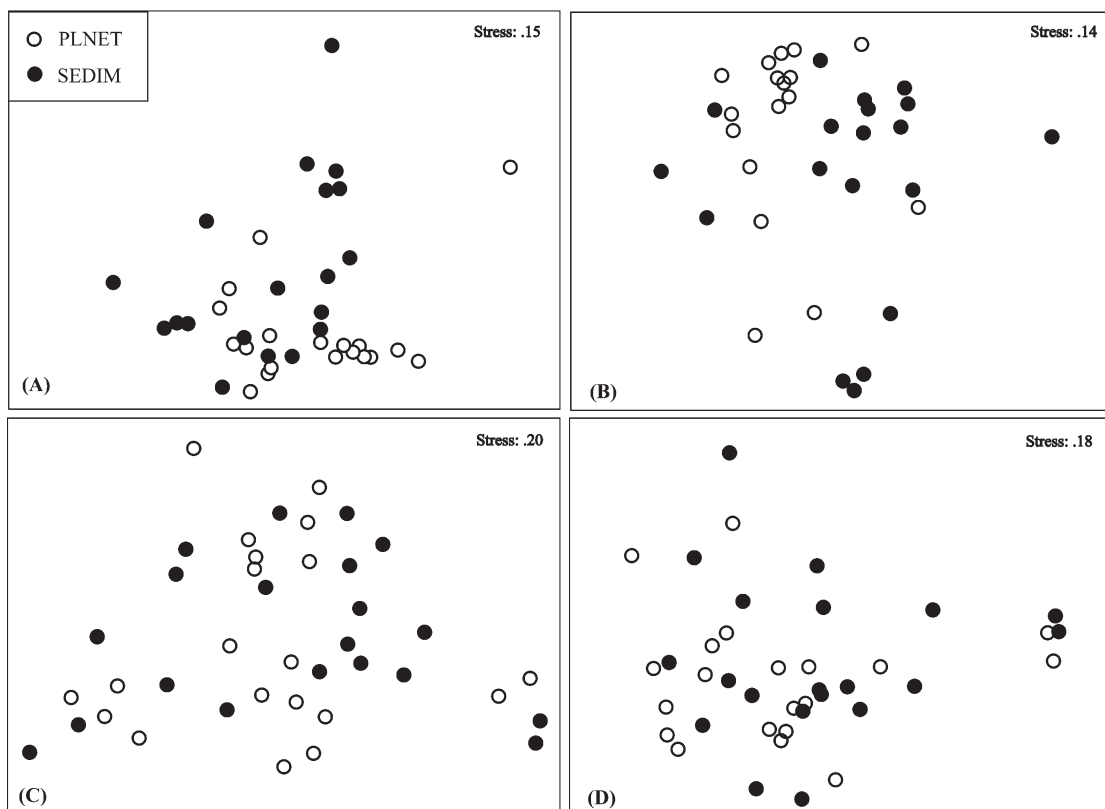 PLNET
SEDIM
Stress: .15
(A)
Stress: .14
(B)
Stress: .20
(C)
Stress: .18
(D)